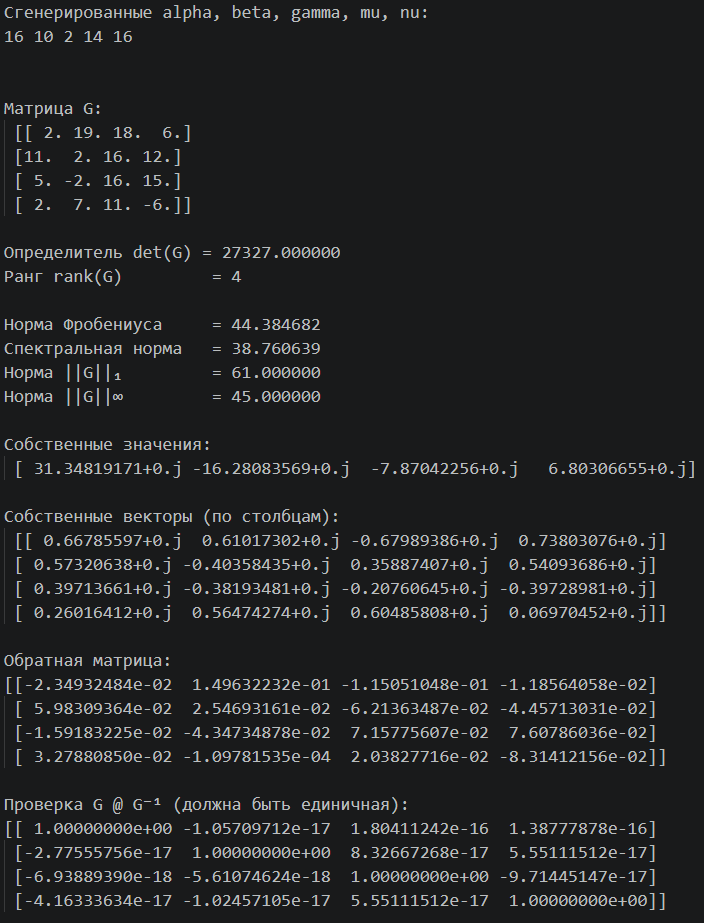 Сгенерированные alpha, beta, gamma, mu, nu:
16 10 2 14 16
Матрица G:
[[ 2. 19. 18.  6.]
[11.  2. 16. 12.]
[ 5. -2. 16. 15.]
[ 2.  7. 11. -6.]]
Определитель det(G) = 27327.000000
Ранг rank(G)         = 4
Норма Фробениуса     = 44.384682
Спектральная норма   = 38.760639
Норма ||G||₁         = 61.000000
Норма ||G||∞         = 45.000000
Собственные значения:
[ 31.34819171+0.j -16.28083569+0.j  -7.87042256+0.j   6.80306655+0.j]
Собственные векторы (по столбцам):
[[ 0.66785597+0.j  0.61017302+0.j -0.67989386+0.j  0.73803076+0.j]
[ 0.57320638+0.j -0.40358435+0.j  0.35887407+0.j  0.54093686+0.j]
[ 0.39713661+0.j -0.38193481+0.j -0.20760645+0.j -0.39728981+0.j]
[ 0.26016412+0.j  0.56474274+0.j  0.60485808+0.j  0.06970452+0.j]]
Обратная матрица:
[[-2.34932484e-02  1.49632232e-01 -1.15051048e-01 -1.18564058e-02]
[ 5.98309364e-02  2.54693161e-02 -6.21363487e-02 -4.45713031e-02]
[-1.59183225e-02 -4.34734878e-02  7.15775607e-02  7.60786036e-02]
[ 3.27880850e-02 -1.09781535e-04  2.03827716e-02 -8.31412156e-02]]
Проверка G @ G⁻¹ (должна быть единичная):
[[ 1.00000000e+00 -1.05709712e-17  1.80411242e-16  1.38777878e-16]
[-2.77555756e-17  1.00000000e+00  8.32667268e-17  5.55111512e-17]
[-6.93889390e-18 -5.61074624e-18  1.00000000e+00 -9.71445147e-17]
[-4.16333634e-17 -1.02457105e-17  5.55111512e-17  1.00000000e+00]]